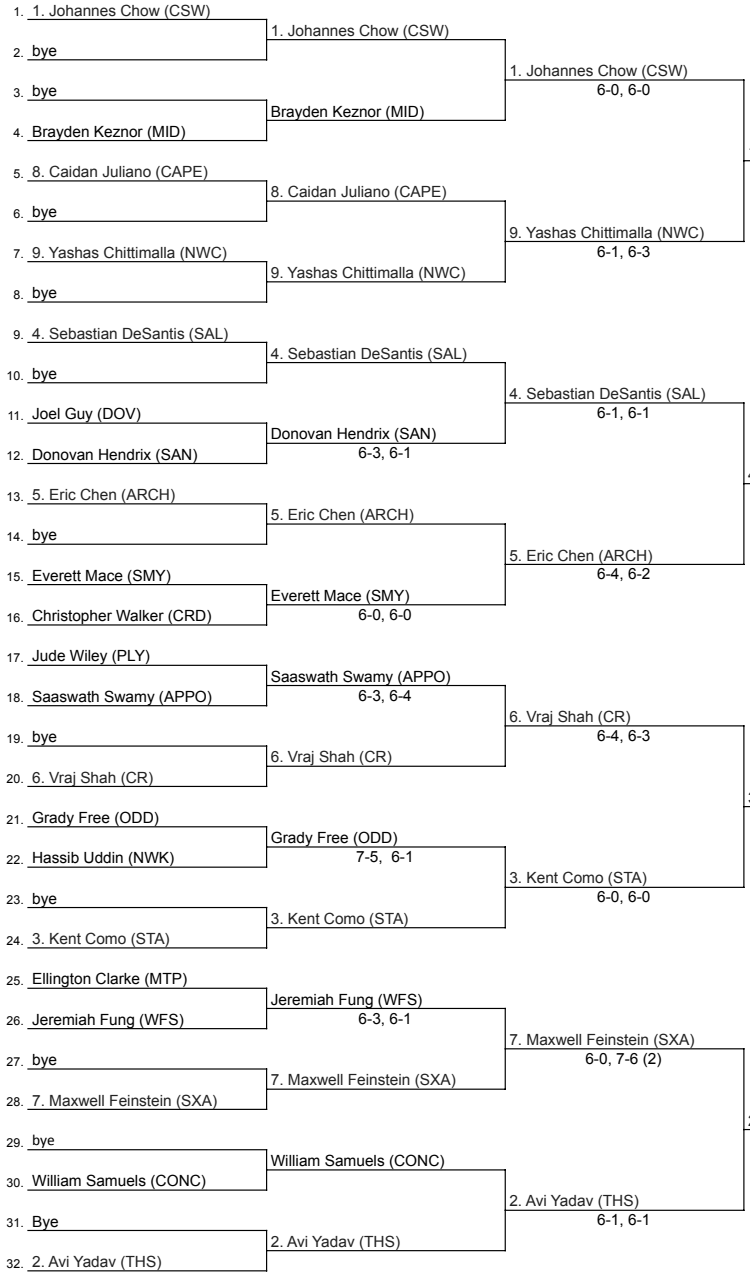 1. 1. Johannes Chow (CSW)
2. bye
3. bye
4. Brayden Keznor (MID)
5. 8. Caidan Juliano (CAPE)
6. bye
7. 9. Yashas Chittimalla (NWC)
8. bye
9. 4. Sebastian DeSantis (SAL)
10. bye
11. Joel Guy (DOV)
12. Donovan Hendrix (SAN)
13. 5. Eric Chen (ARCH)
14. bye
15. Everett Mace (SMY)
16. Christopher Walker (CRD)
17. Jude Wiley (PLY)
18. Saaswath Swamy (APPO)
19. bye
20. 6. Vraj Shah (CR)
21. Grady Free (ODD)
22. Hassib Uddin (NWK)
23. bye
24. 3. Kent Como (STA)
25. Ellington Clarke (MTP)
26. Jeremiah Fung (WFS)
27. bye
28. 7. Maxwell Feinstein (SXA)
29. bye
30. William Samuels (CONC)
31. Bye
32. 2. Avi Yadav (THS)
1. Johannes Chow (CSW)
Brayden Keznor (MID)
8. Caidan Juliano (CAPE)
9. Yashas Chittimalla (NWC)
4. Sebastian DeSantis (SAL)
Donovan Hendrix (SAN)
6-3, 6-1
5. Eric Chen (ARCH)
Everett Mace (SMY)
6-0, 6-0
Saaswath Swamy (APPO)
6-3, 6-4
6. Vraj Shah (CR)
Grady Free (ODD)
7-5, 6-1
3. Kent Como (STA)
Jeremiah Fung (WFS)
6-3, 6-1
7. Maxwell Feinstein (SXA)
William Samuels (CONC)
2. Avi Yadav (THS)
1. Johannes Chow (CSW)
6-0, 6-0
9. Yashas Chittimalla (NWC)
6-1, 6-3
4. Sebastian DeSantis (SAL)
6-1, 6-1
5. Eric Chen (ARCH)
6-4, 6-2
6. Vraj Shah (CR)
6-4, 6-3
3. Kent Como (STA)
6-0, 6-0
7. Maxwell Feinstein (SXA)
6-0, 7-6 (2)
2. Avi Yadav (THS)
6-1, 6-1